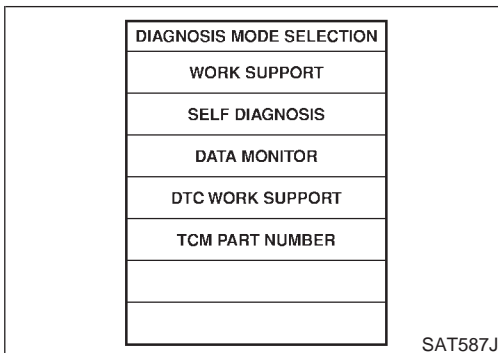 DIAGNOSIS MODE SELECTION
WORK SUPPORT
SELF DIAGNOSIS
DATA MONITOR
DTC WORK SUPPORT
TCM PART NUMBER
SAT587J